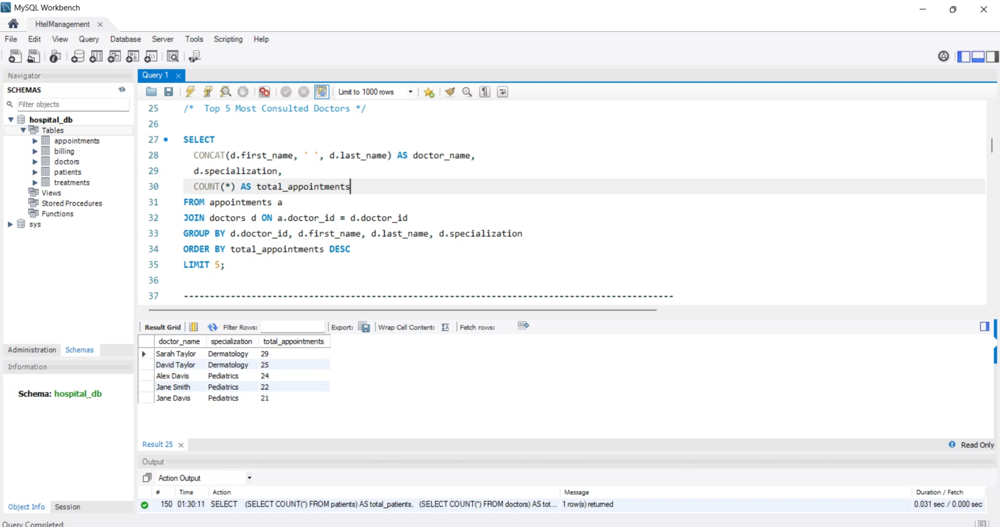 MySQL Workbench
HtelManagement
File Edit View Query Database Server Tools Scripting Help
Navigator
SCHEMAS
Filter objects
hospital_db
Tables
appointments
billing
doctors
patients
treatments
Views
Stored Procedures
Functions
sys
Administration Schemas
Information
Schema: hospital_db
Object Info Session
Query 1
Limit to 1000 rows
25 /*  Top 5 Most Consulted Doctors */
26
27 SELECT
28 CONCAT(d.first_name, ' ', d.last_name) AS doctor_name,
29 d.specialization,
30 COUNT(*) AS total_appointments
31 FROM appointments a
32 JOIN doctors d ON a.doctor_id = d.doctor_id
33 GROUP BY d.doctor_id, d.first_name, d.last_name, d.specialization
34 ORDER BY total_appointments DESC
35 LIMIT 5;
36
37 ----------------------------------------------------------------------------------------------
Result Grid Filter Rows: Export: Wrap Cell Content: Fetch rows:
doctor_name specialization total_appointments
Sarah Taylor Dermatology 29
David Taylor Dermatology 25
Alex Davis Pediatrics 24
Jane Smith Pediatrics 22
Jane Davis Pediatrics 21
Result 25 Read Only
Output
Action Output
# Time Action Message Duration / Fetch
150 01:30:11 SELECT (SELECT COUNT(*) FROM patients) AS total_patients, (SELECT COUNT(*) FROM doctors) AS tot... 1 row(s) returned 0.031 sec / 0.000 sec
Query Completed